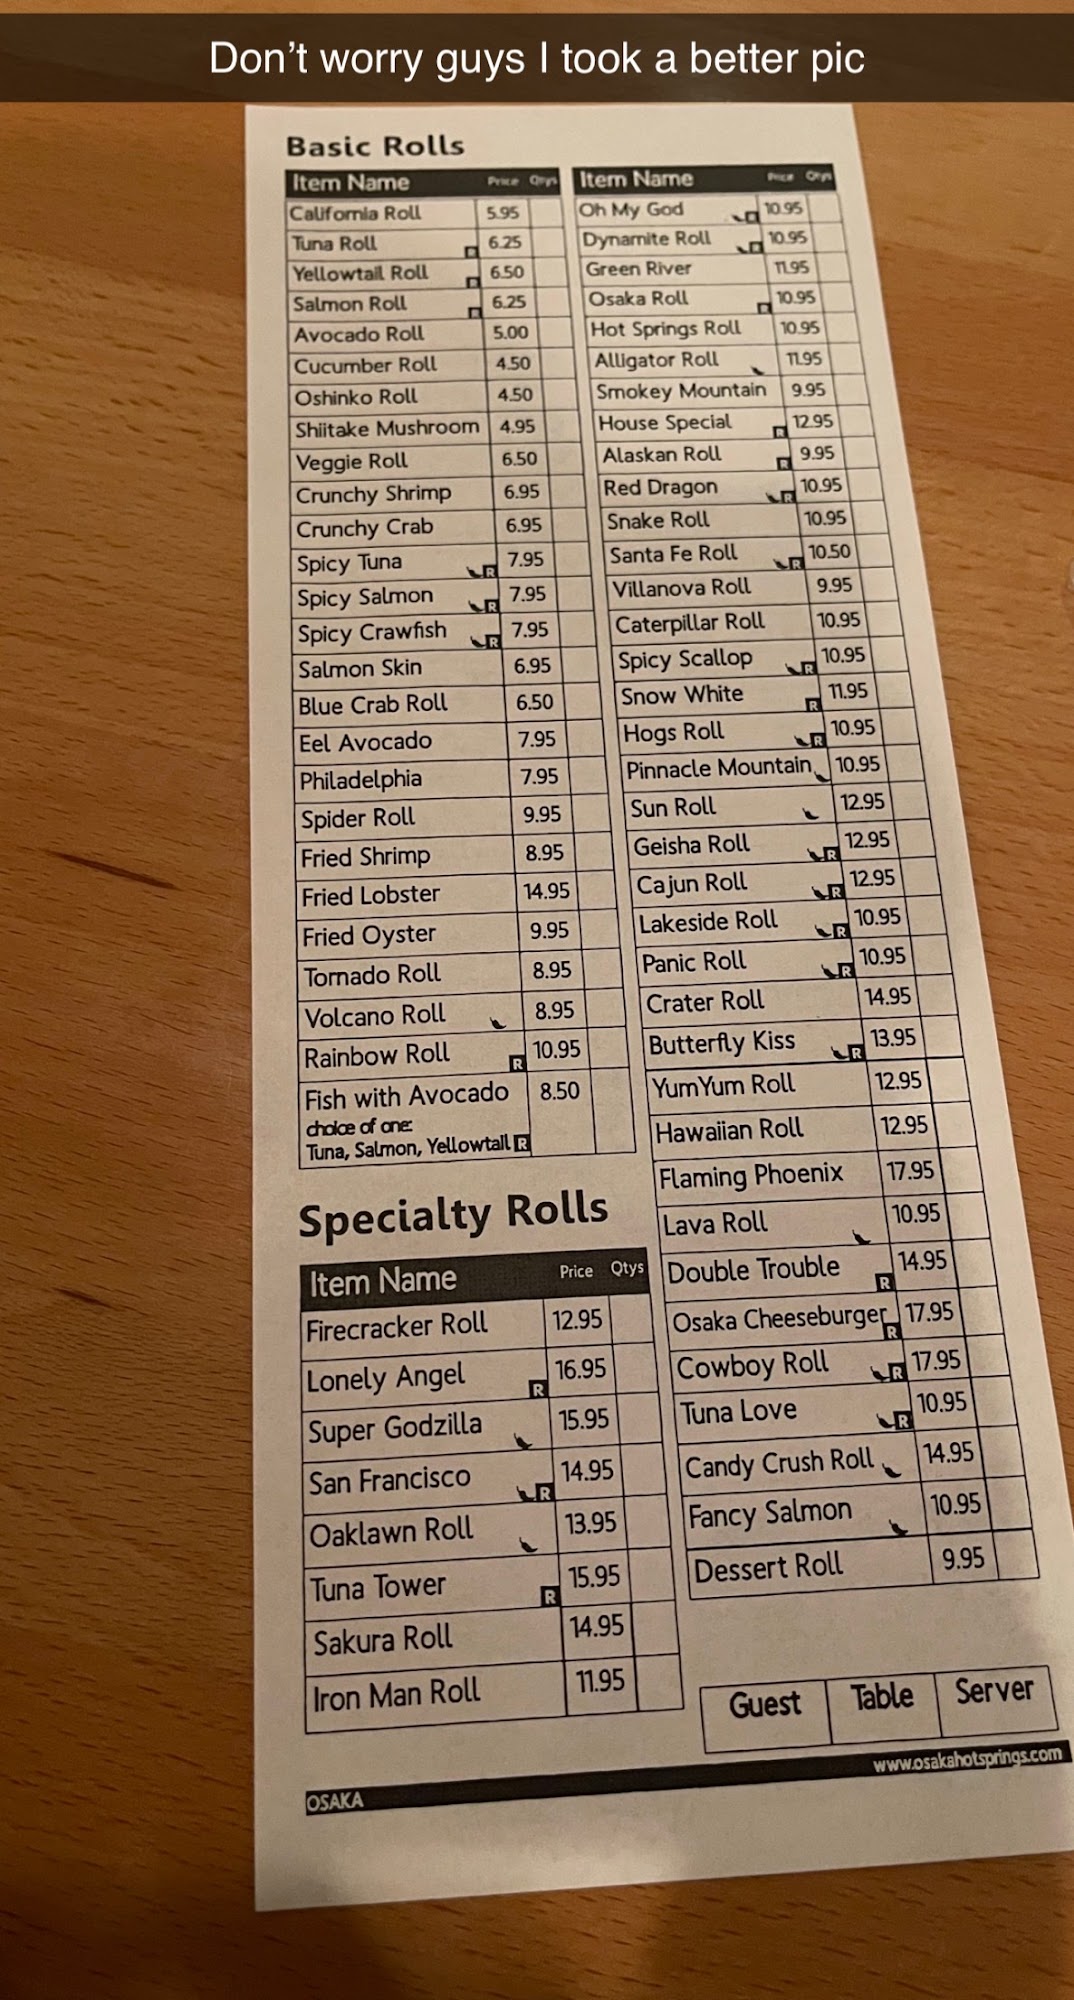 Don't worry guys I took a better pic
Basic Rolls
Item Name Price Qtys
California Roll 5.95
Tuna Roll R 6.25
Yellowtail Roll R 6.50
Salmon Roll R 6.25
Avocado Roll 5.00
Cucumber Roll 4.50
Oshinko Roll 4.50
Shiitake Mushroom 4.95
Veggie Roll 6.50
Crunchy Shrimp 6.95
Crunchy Crab 6.95
Spicy Tuna R 7.95
Spicy Salmon R 7.95
Spicy Crawfish R 7.95
Salmon Skin 6.95
Blue Crab Roll 6.50
Eel Avocado 7.95
Philadelphia 7.95
Spider Roll 9.95
Fried Shrimp 8.95
Fried Lobster 14.95
Fried Oyster 9.95
Tornado Roll 8.95
Volcano Roll 8.95
Rainbow Roll R 10.95
Fish with Avocado 8.50
choice of one:
Tuna, Salmon, Yellowtail R
Specialty Rolls
Item Name Price Qtys
Firecracker Roll 12.95
Lonely Angel R 16.95
Super Godzilla 15.95
San Francisco R 14.95
Oaklawn Roll 13.95
Tuna Tower R 15.95
Sakura Roll 14.95
Iron Man Roll 11.95
Item Name Price Qtys
Oh My God R 10.95
Dynamite Roll R 10.95
Green River 11.95
Osaka Roll R 10.95
Hot Springs Roll 10.95
Alligator Roll 11.95
Smokey Mountain 9.95
House Special R 12.95
Alaskan Roll R 9.95
Red Dragon R 10.95
Snake Roll 10.95
Santa Fe Roll R 10.50
Villanova Roll 9.95
Caterpillar Roll 10.95
Spicy Scallop R 10.95
Snow White R 11.95
Hogs Roll R 10.95
Pinnacle Mountain 10.95
Sun Roll 12.95
Geisha Roll R 12.95
Cajun Roll R 12.95
Lakeside Roll R 10.95
Panic Roll R 10.95
Crater Roll 14.95
Butterfly Kiss R 13.95
YumYum Roll 12.95
Hawaiian Roll 12.95
Flaming Phoenix 17.95
Lava Roll 10.95
Double Trouble R 14.95
Osaka Cheeseburger R 17.95
Cowboy Roll R 17.95
Tuna Love R 10.95
Candy Crush Roll 14.95
Fancy Salmon 10.95
Dessert Roll 9.95
Guest Table Server
www.osakahotsprings.com
OSAKA